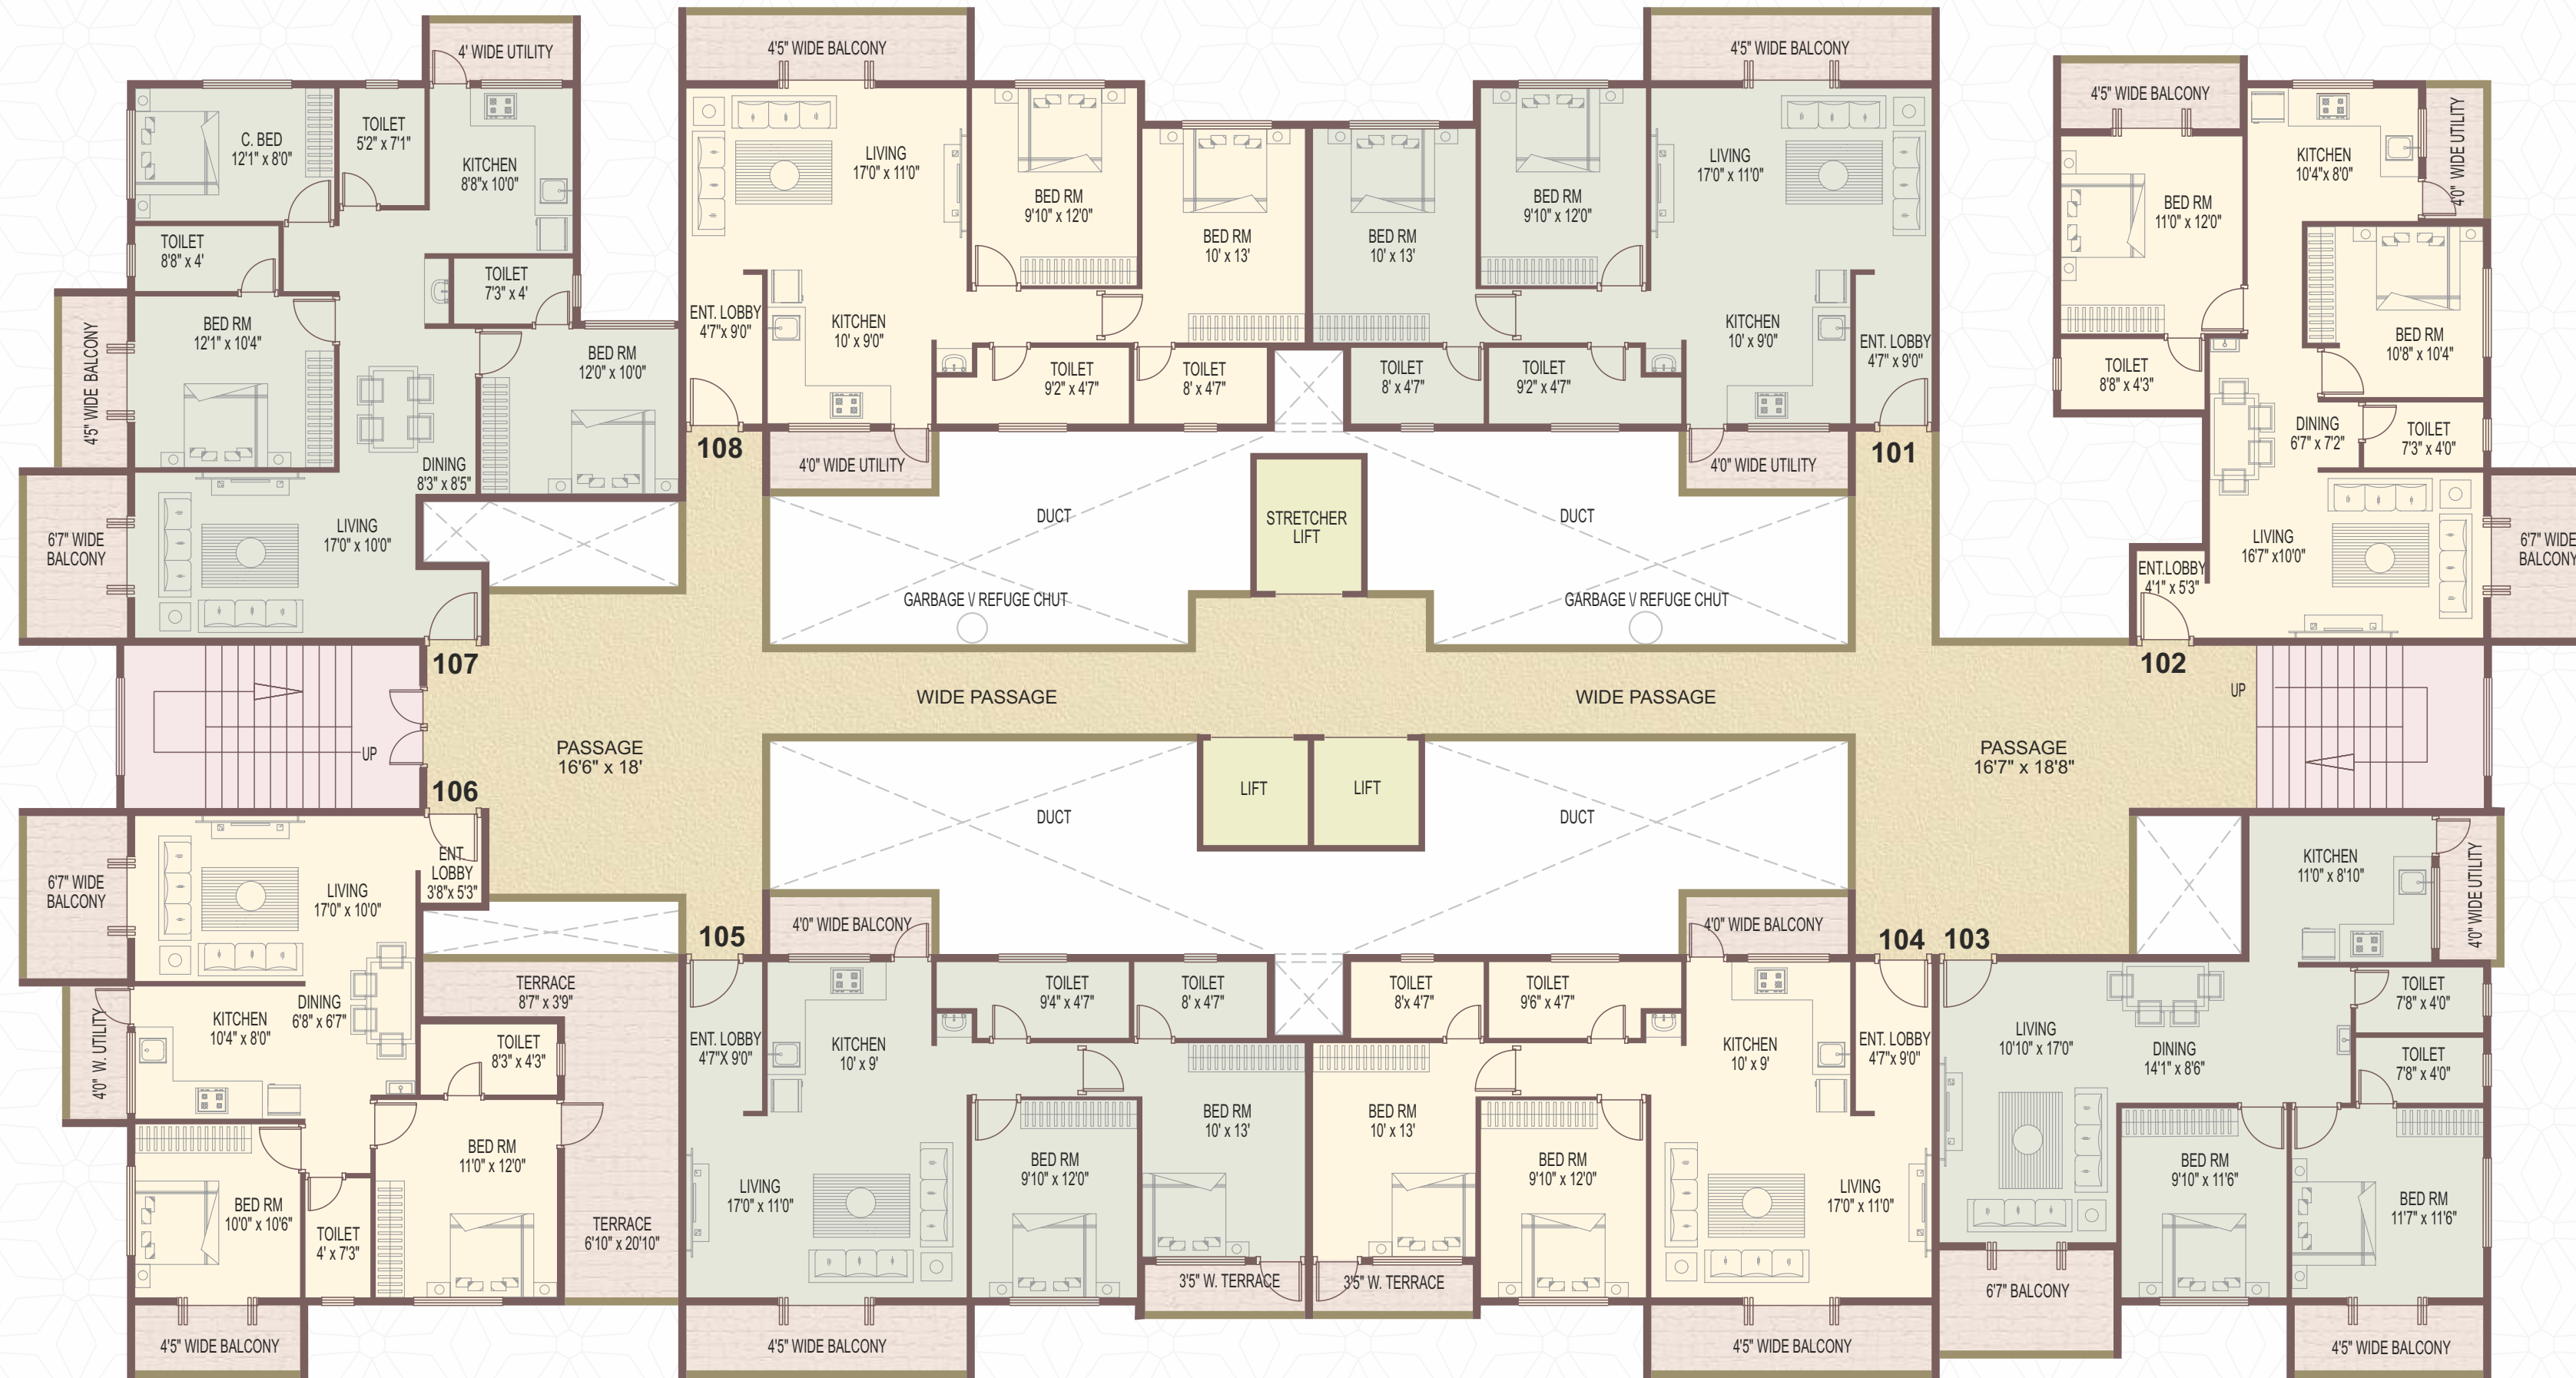 4' WIDE UTILITY
C. BED
12'1" x 8'0"
TOILET
5'2" x 7'1"
KITCHEN
8'8"x 10'0"
TOILET
8'8" x 4'
TOILET
7'3" x 4'
4'5" WIDE BALCONY
BED RM
12'1" x 10'4"
BED RM
12'0" x 10'0"
DINING
8'3" x 8'5"
6'7" WIDE
BALCONY
LIVING
17'0" x 10'0"
107
4'5" WIDE BALCONY
LIVING
17'0" x 11'0"
BED RM
9'10" x 12'0"
BED RM
10' x 13'
ENT. LOBBY
4'7"x 9'0"
KITCHEN
10' x 9'0"
TOILET
9'2" x 4'7"
TOILET
8' x 4'7"
108
4'0" WIDE UTILITY
4'5" WIDE BALCONY
BED RM
10' x 13'
BED RM
9'10" x 12'0"
LIVING
17'0" x 11'0"
KITCHEN
10' x 9'0"
ENT. LOBBY
4'7" x 9'0"
TOILET
8' x 4'7"
TOILET
9'2" x 4'7"
4'0" WIDE UTILITY
101
4'5" WIDE BALCONY
KITCHEN
10'4"x 8'0"
4'0" WIDE UTILITY
BED RM
11'0" x 12'0"
BED RM
10'8" x 10'4"
TOILET
8'8" x 4'3"
DINING
6'7" x 7'2"
TOILET
7'3" x 4'0"
LIVING
16'7" x10'0"
6'7" WIDE
BALCONY
ENT.LOBBY
4'1" x 5'3"
102
DUCT
STRETCHER
LIFT
DUCT
GARBAGE \/ REFUGE CHUT
GARBAGE \/ REFUGE CHUT
WIDE PASSAGE
WIDE PASSAGE
UP
UP
PASSAGE
16'6" x 18'
PASSAGE
16'7" x 18'8"
LIFT
LIFT
DUCT
DUCT
106
ENT.
LOBBY
3'8"x 5'3"
6'7" WIDE
BALCONY
LIVING
17'0" x 10'0"
TERRACE
8'7" x 3'9"
DINING
6'8" x 6'7"
KITCHEN
10'4" x 8'0"
4'0" W. UTILITY
TOILET
8'3" x 4'3"
BED RM
11'0" x 12'0"
BED RM
10'0" x 10'6"
TOILET
4' x 7'3"
TERRACE
6'10" x 20'10"
4'5" WIDE BALCONY
105
4'0" WIDE BALCONY
ENT. LOBBY
4'7"X 9'0"
KITCHEN
10' x 9'
TOILET
9'4" x 4'7"
TOILET
8' x 4'7"
LIVING
17'0" x 11'0"
BED RM
9'10" x 12'0"
BED RM
10' x 13'
3'5" W. TERRACE
4'5" WIDE BALCONY
4'0" WIDE BALCONY
104
TOILET
8'x 4'7"
TOILET
9'6" x 4'7"
KITCHEN
10' x 9'
ENT. LOBBY
4'7"x 9'0"
BED RM
10' x 13'
BED RM
9'10" x 12'0"
LIVING
17'0" x 11'0"
3'5" W. TERRACE
4'5" WIDE BALCONY
103
KITCHEN
11'0" x 8'10"
4'0" WIDE UTILITY
TOILET
7'8" x 4'0"
LIVING
10'10" x 17'0"
DINING
14'1" x 8'6"
TOILET
7'8" x 4'0"
BED RM
9'10" x 11'6"
BED RM
11'7" x 11'6"
6'7" BALCONY
4'5" WIDE BALCONY